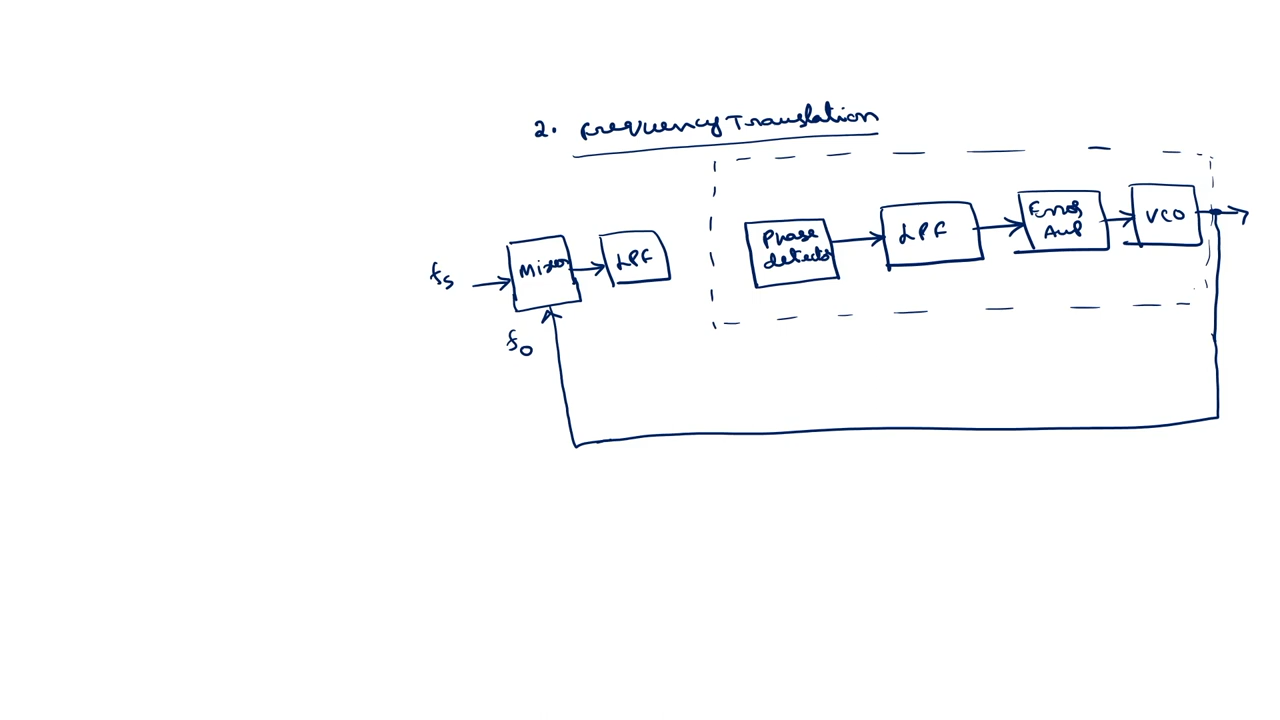 2. Frequency Translation
fs
Mixer
LPF
Phase
detector
LPF
Error
Amp
VCO
fo